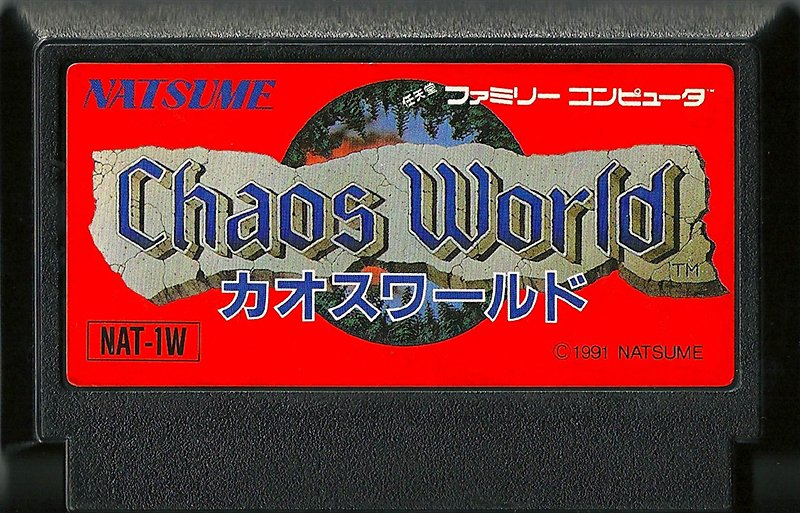 NATSUME
任天堂 ファミリー コンピュータ™
Chaos World
TM
カオスワールド
NAT-1W
© 1991 NATSUME